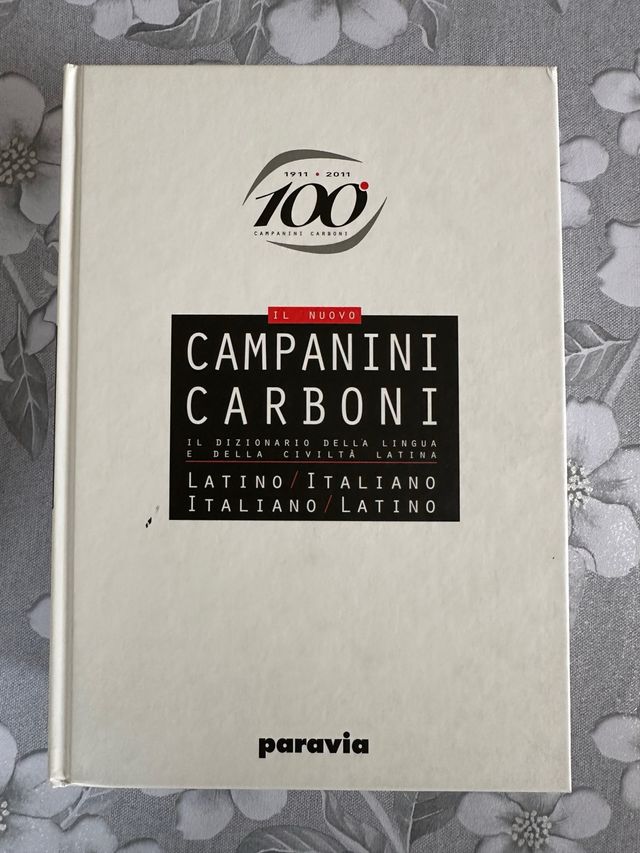 1911 • 2011
100°
CAMPANINI CARBONI
IL NUOVO
CAMPANINI
CARBONI
IL DIZIONARIO DELLA LINGUA
E DELLA CIVILTÀ LATINA
LATINO/ITALIANO
ITALIANO/LATINO
paravia